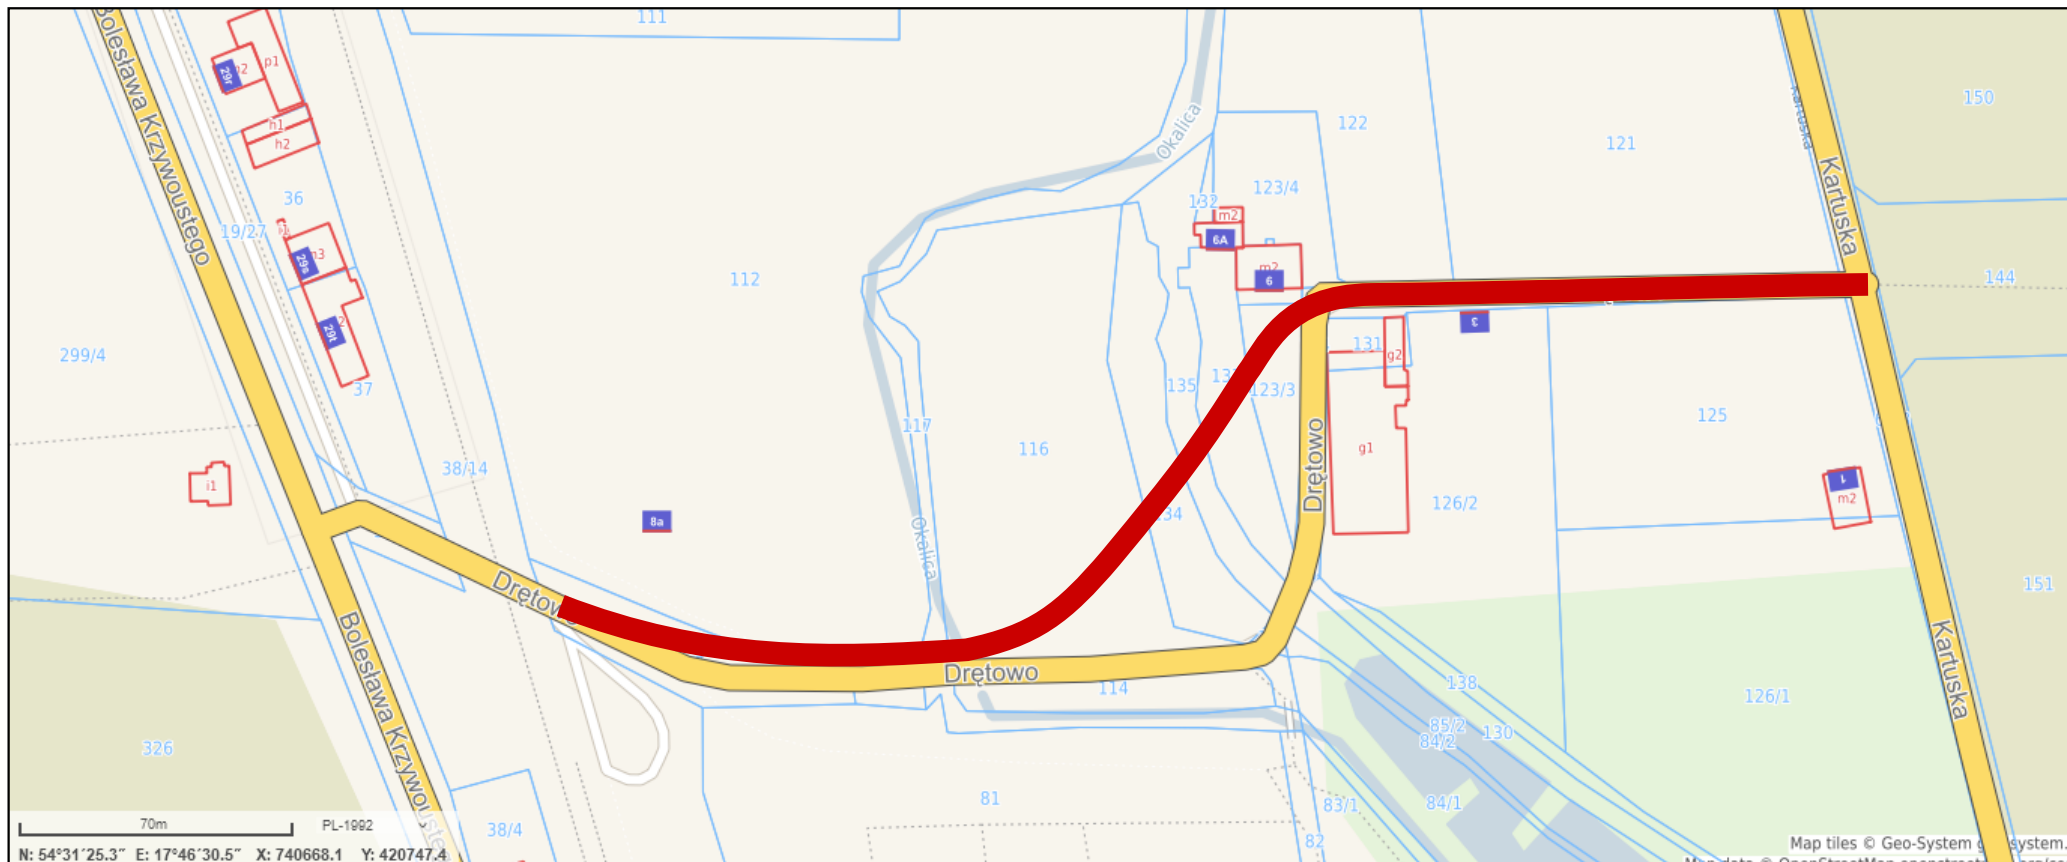 111
Bolesława Krzywoustego
29r
p1
h1
h2
36
19/27
29s
29t
37
299/4
38/14
i1
8a
112
Okalica
122
121
150
Kartuska
Kartuska
123/4
132
m2
6A
m2
6
144
3
131
g2
135
123/3
125
117
116
g1
Drętowo
126/2
1
m2
Okalica
151
Bolesława Krzywoustego
Drętowo
114
138
126/1
85/2
130
84/2
Kartuska
326
81
83/1
84/1
38/4
82
70m
PL-1992
N: 54°31´25.3˝ E: 17°46´30.5˝ X: 740668.1 Y: 420747.4
Map tiles © Geo-System